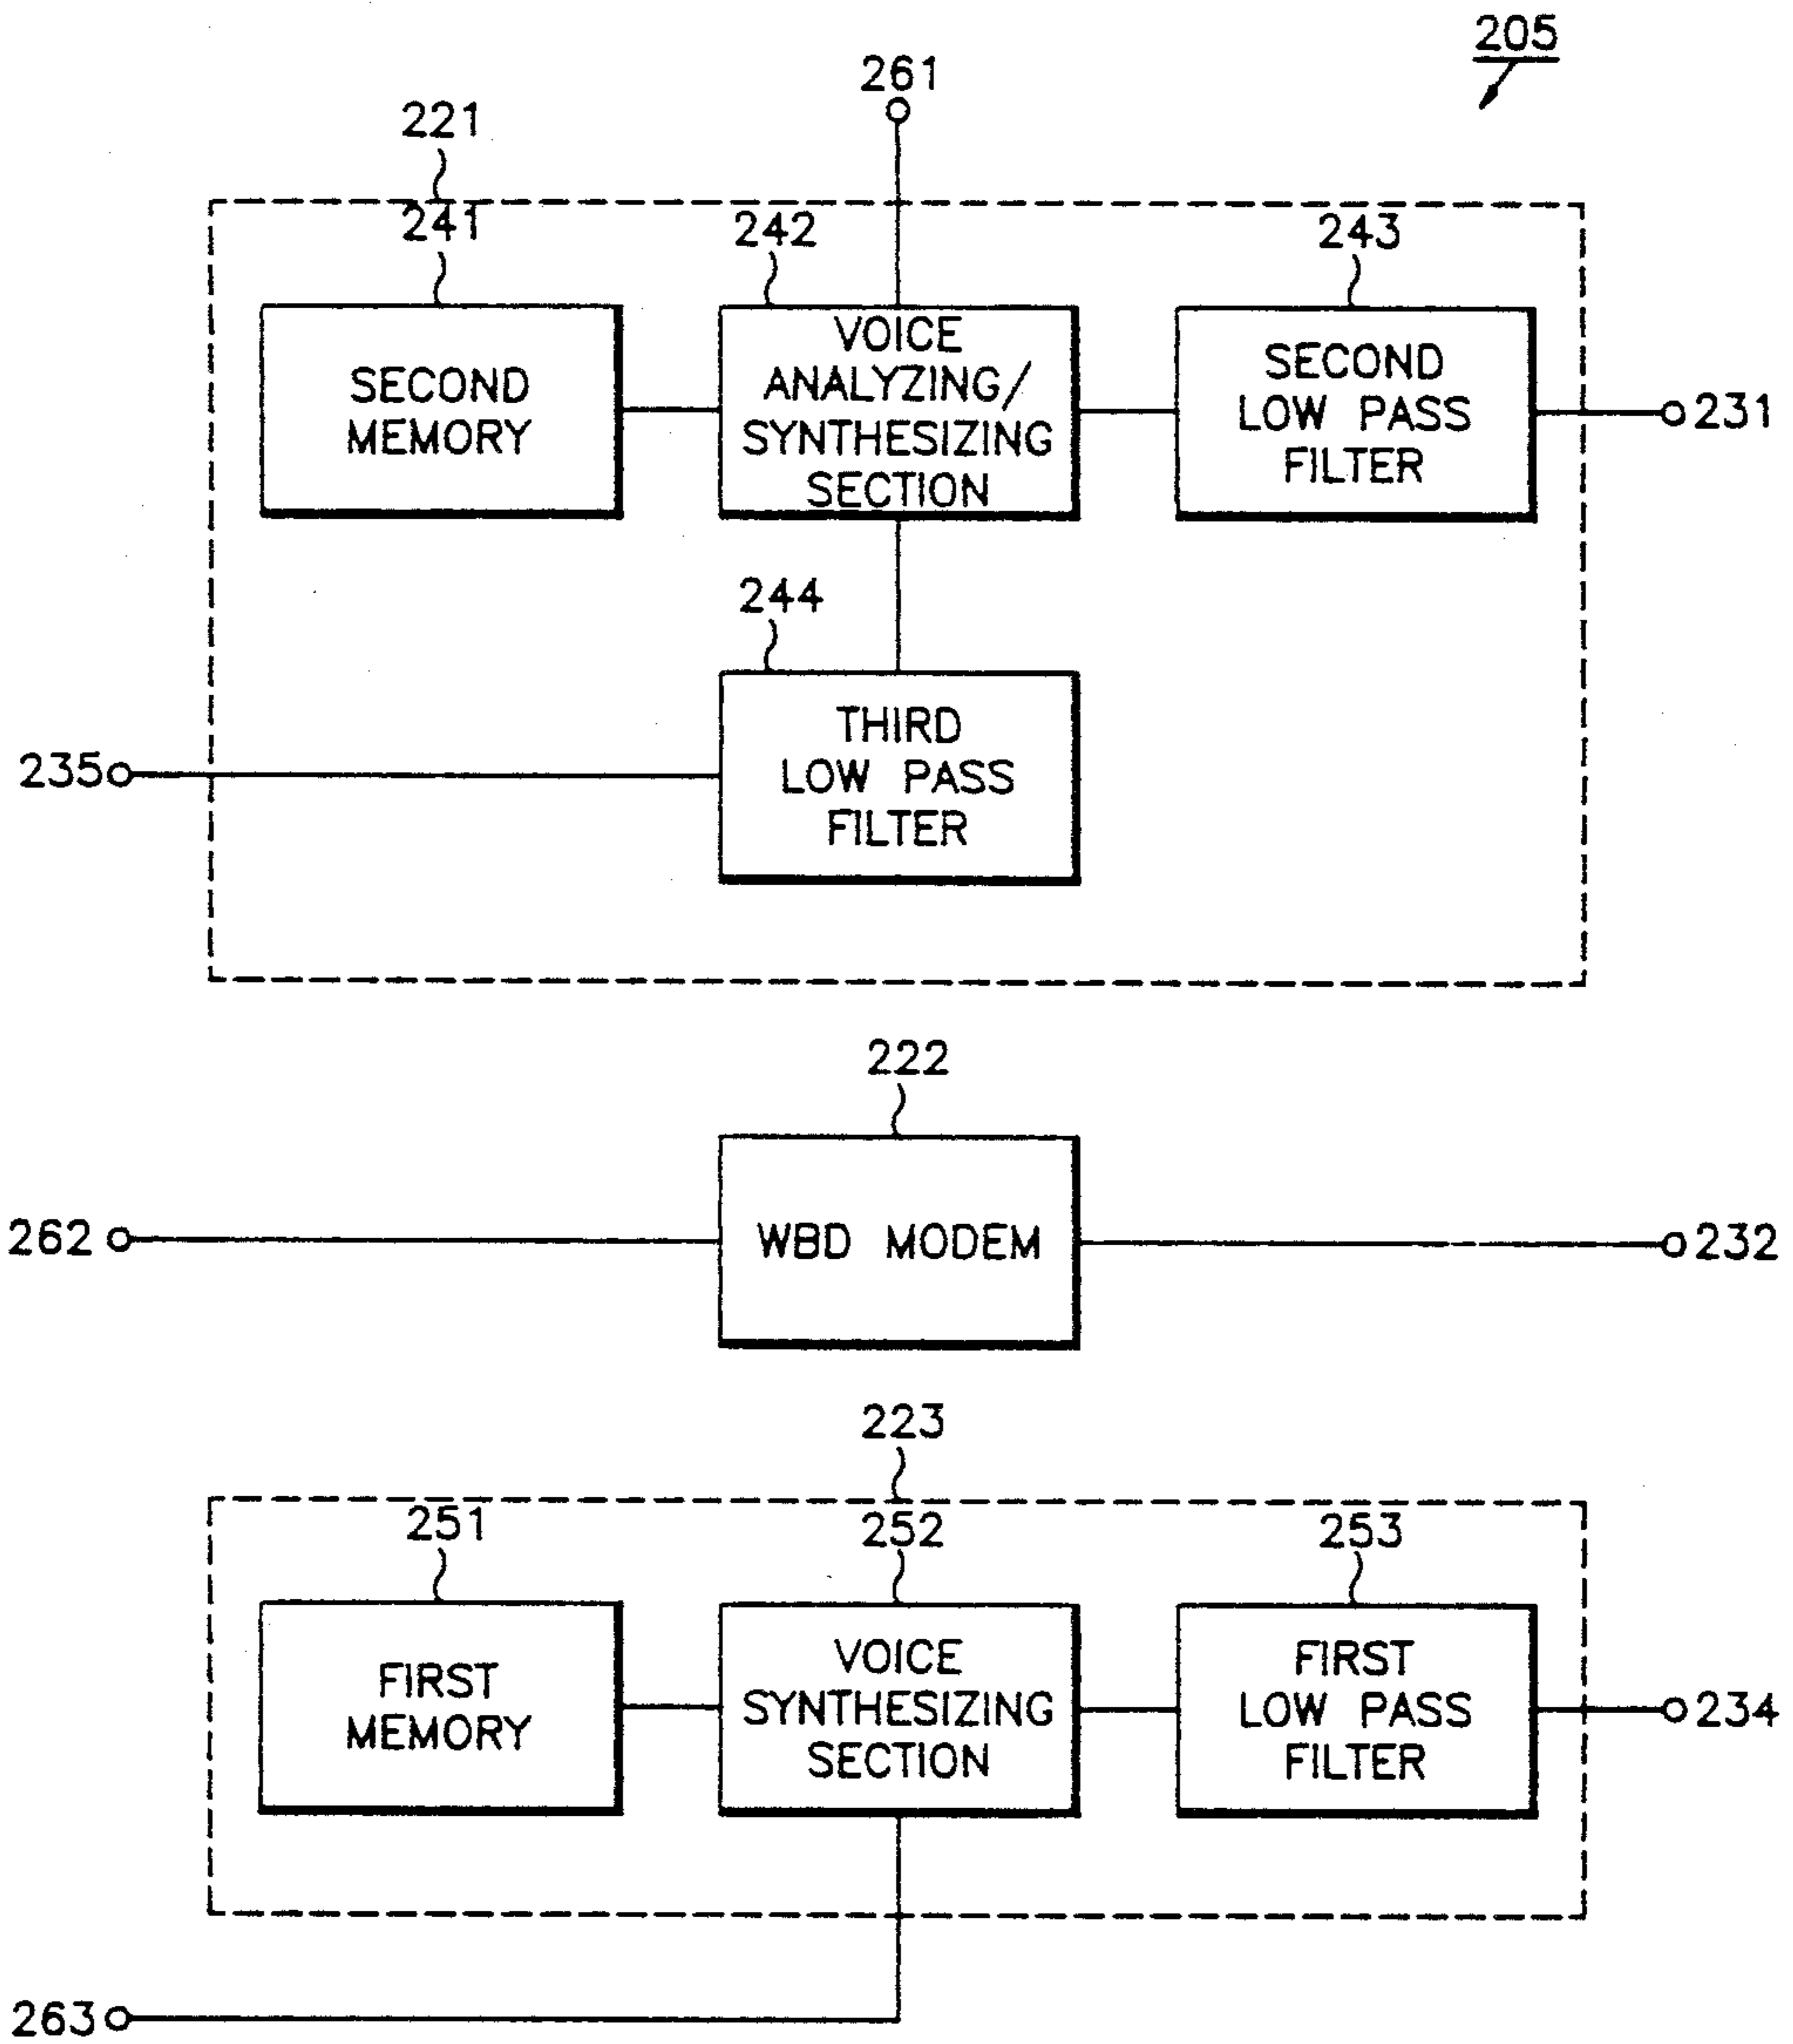 205
261
221
241
242
243
SECOND
MEMORY
VOICE
ANALYZING/
SYNTHESIZING
SECTION
SECOND
LOW PASS
FILTER
231
244
THIRD
LOW PASS
FILTER
235
222
262
WBD MODEM
232
223
251
252
253
FIRST
MEMORY
VOICE
SYNTHESIZING
SECTION
FIRST
LOW PASS
FILTER
234
263